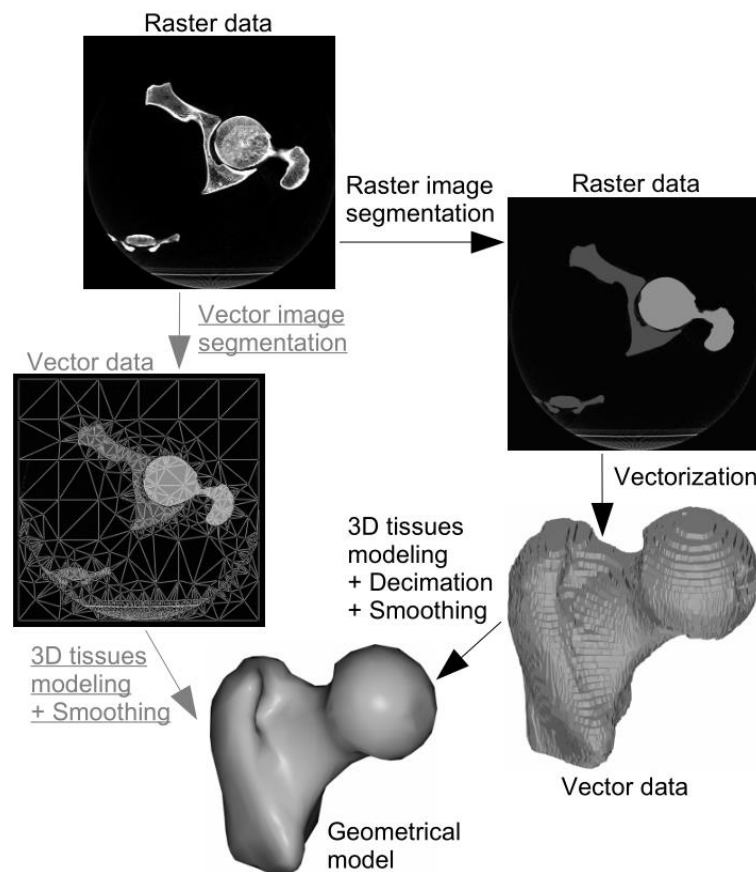 Raster data
Raster image
segmentation
Raster data
Vector image
segmentation
Vector data
Vectorization
3D tissues
modeling
+ Decimation
+ Smoothing
3D tissues
modeling
+ Smoothing
Vector data
Geometrical
model